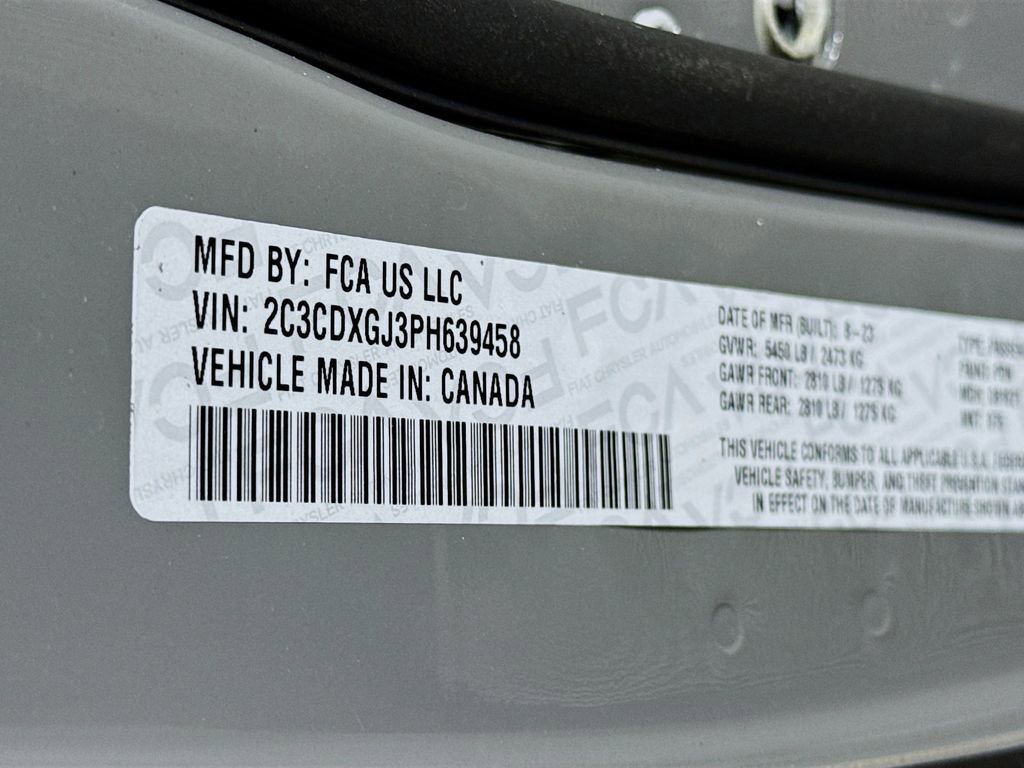 MFD BY: FCA US LLC
VIN: 2C3CDXGJ3PH639458
VEHICLE MADE IN: CANADA
DATE OF MFR (BUILT): 8-23
GVWR: 5450 LB / 2473 KG
GAWR FRONT: 2810 LB / 1275 KG
GAWR REAR: 2810 LB / 1275 KG
TYPE:
THIS VEHICLE CONFORMS TO ALL APPLICABLE U.S.A.
VEHICLE SAFETY, BUMPER, AND THEFT PREVENTION
IN EFFECT ON THE DATE OF MANUFACTURE SHOWN